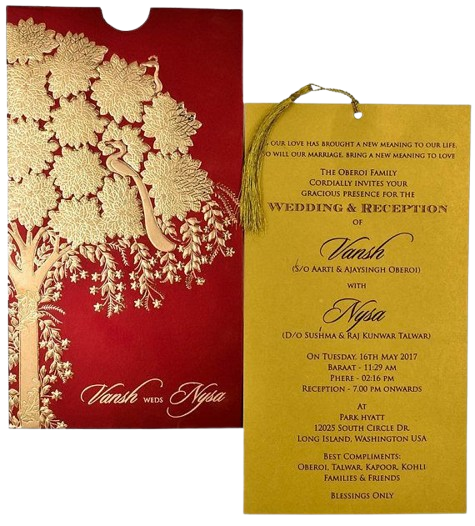 Vansh WEDS Nysa
OUR LOVE HAS BROUGHT A NEW MEANING TO OUR LIFE,
O WILL OUR MARRIAGE, BRING A NEW MEANING TO LOVE
THE OBEROI FAMILY
CORDIALLY INVITES YOUR
GRACIOUS PRESENCE FOR THE
WEDDING & RECEPTION
OF
Vansh
(S/O AARTI & AJAYSINGH OBEROI)
WITH
Nysa
(D/O SUSHMA & RAJ KUNWAR TALWAR)
ON TUESDAY, 16TH MAY 2017
BARAAT - 11:29 AM
PHERE - 02:16 PM
RECEPTION - 7.00 PM ONWARDS
AT
PARK HYATT
12025 SOUTH CIRCLE DR.
LONG ISLAND, WASHINGTON USA
BEST COMPLIMENTS:
OBEROI, TALWAR, KAPOOR, KOHLI
FAMILIES & FRIENDS
BLESSINGS ONLY